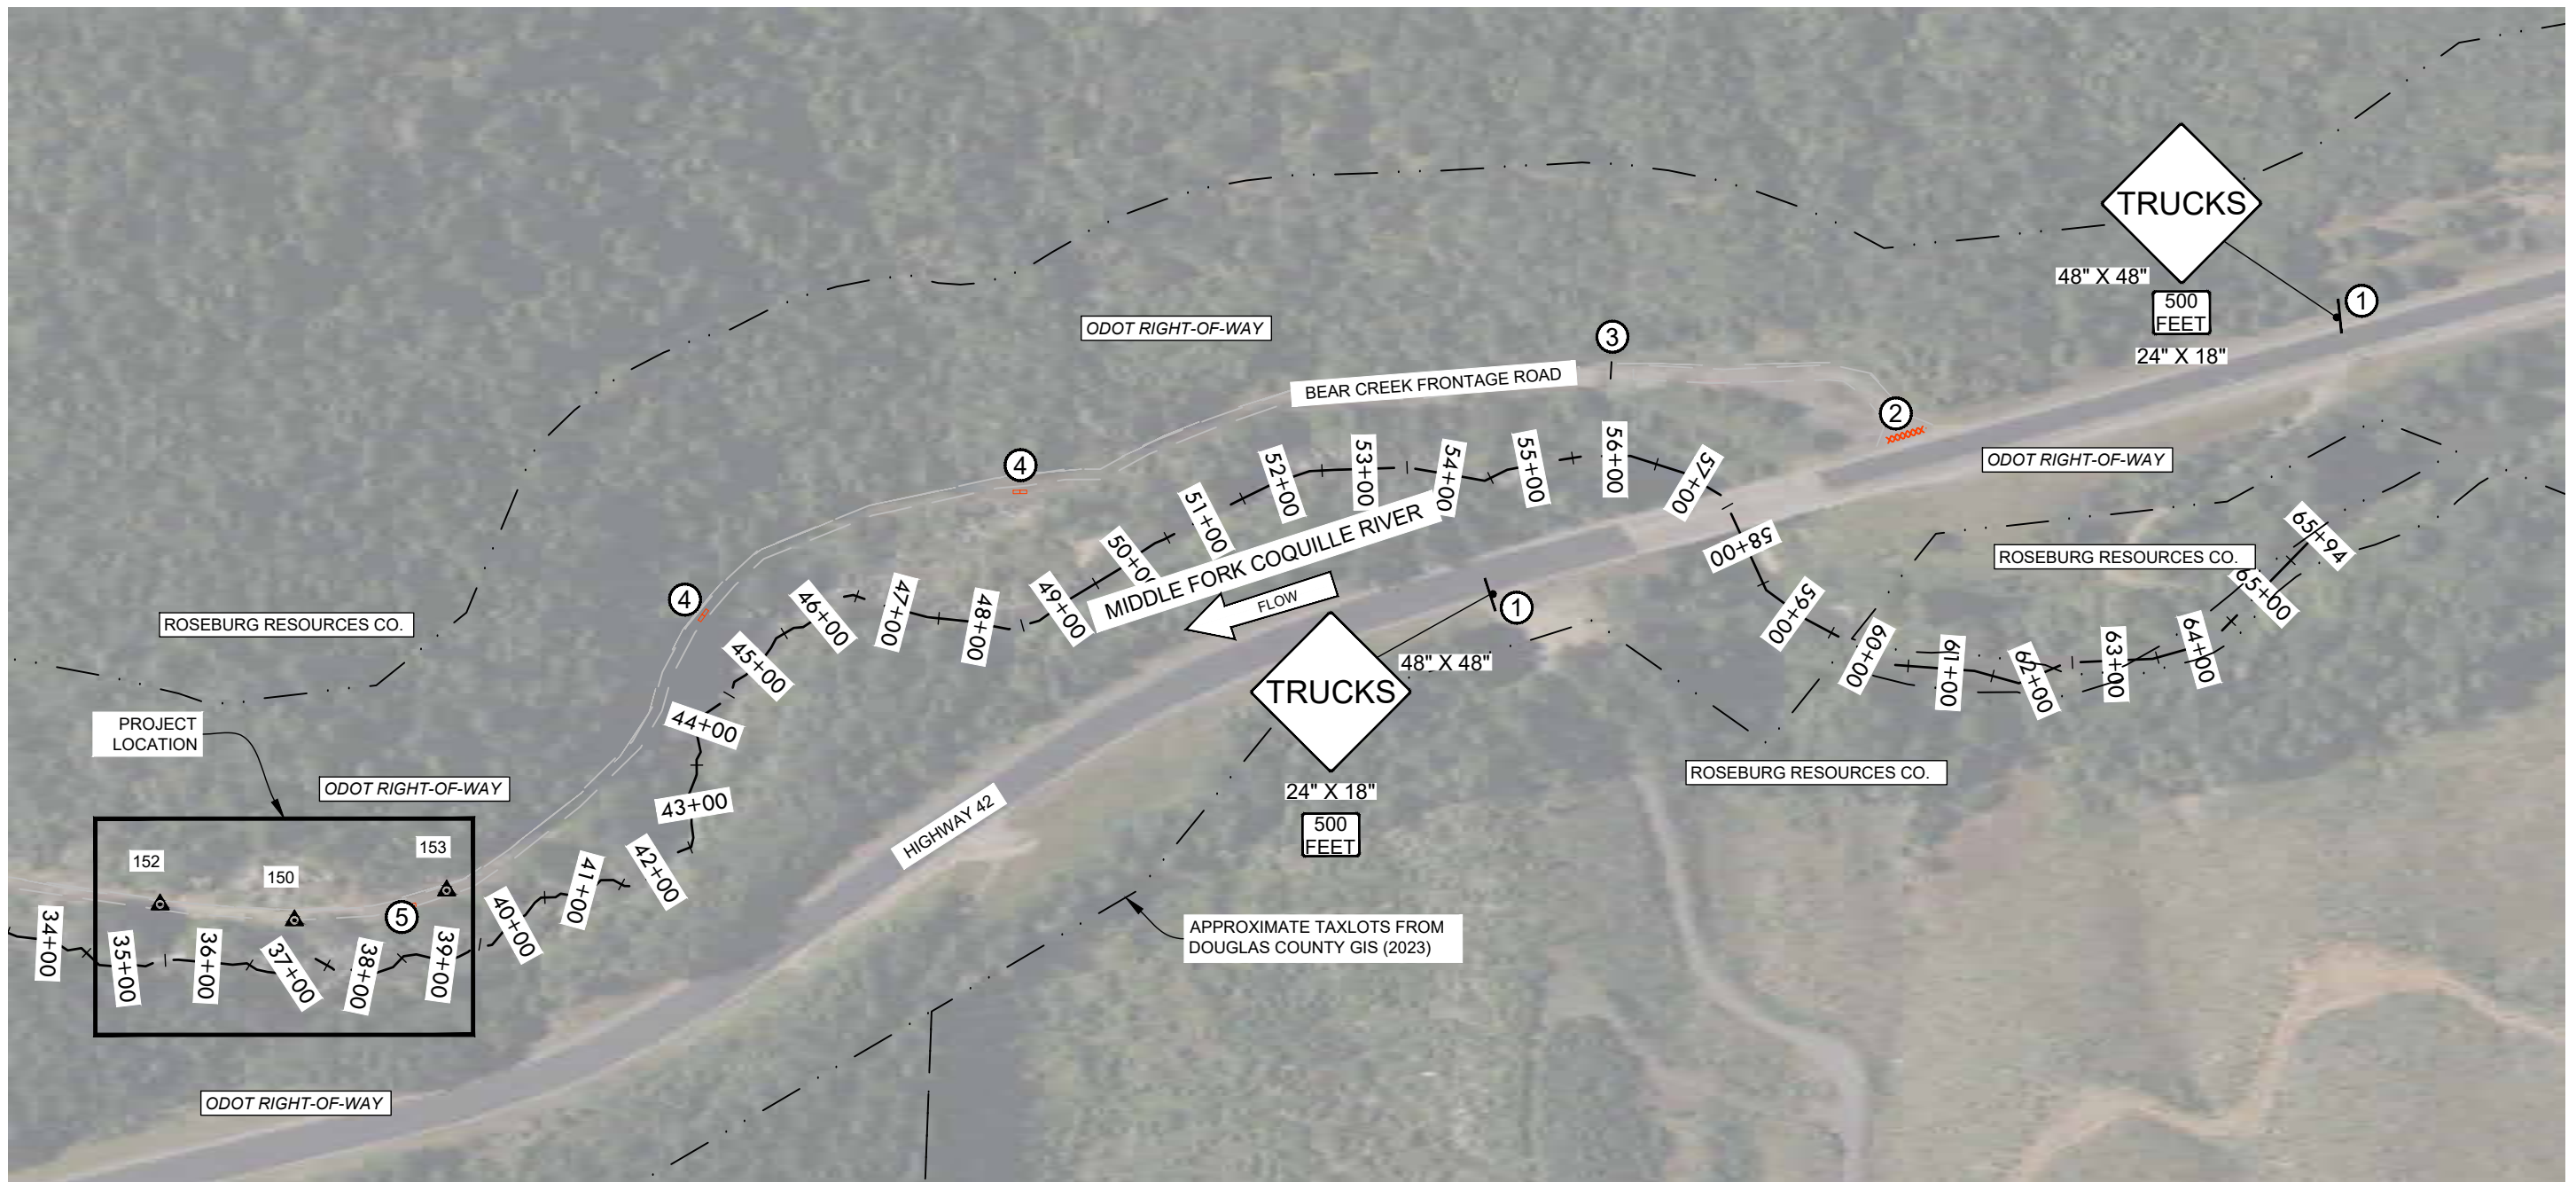 TRUCKS
48" X 48"
500
FEET
24" X 18"
1
ODOT RIGHT-OF-WAY
3
BEAR CREEK FRONTAGE ROAD
2
4
ODOT RIGHT-OF-WAY
56+00
55+00
54+00
53+00
52+00
51+00
50+00
57+00
58+00
59+00
60+00
61+00
62+00
63+00
64+00
65+00
65+94
ROSEBURG RESOURCES CO.
MIDDLE FORK COQUILLE RIVER
FLOW
1
4
46+00
47+00
48+00
49+00
ROSEBURG RESOURCES CO.
45+00
44+00
43+00
42+00
41+00
40+00
48" X 48"
TRUCKS
24" X 18"
500
FEET
ROSEBURG RESOURCES CO.
PROJECT
LOCATION
ODOT RIGHT-OF-WAY
HIGHWAY 42
152
150
153
5
34+00
35+00
36+00
37+00
38+00
39+00
APPROXIMATE TAXLOTS FROM
DOUGLAS COUNTY GIS (2023)
ODOT RIGHT-OF-WAY